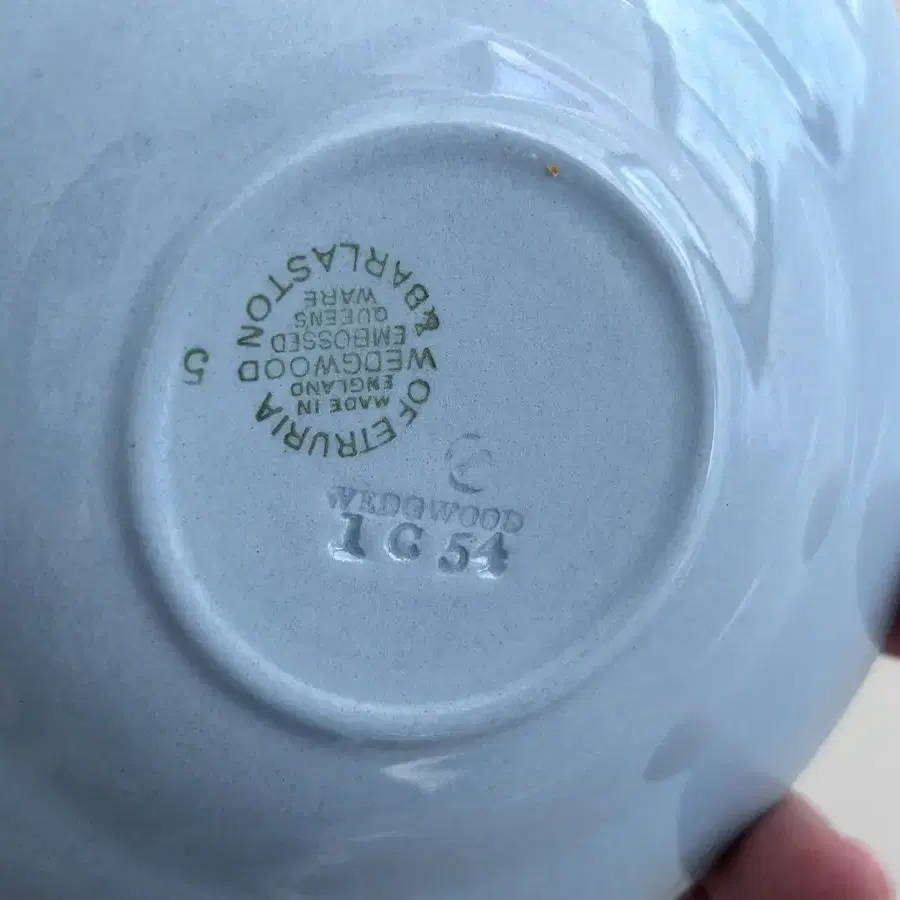 OF ETRURIA & BARLASTON
MADE IN
ENGLAND
WEDGWOOD
EMBOSSED
QUEENS
WARE
5
WEDGWOOD
1 C 54